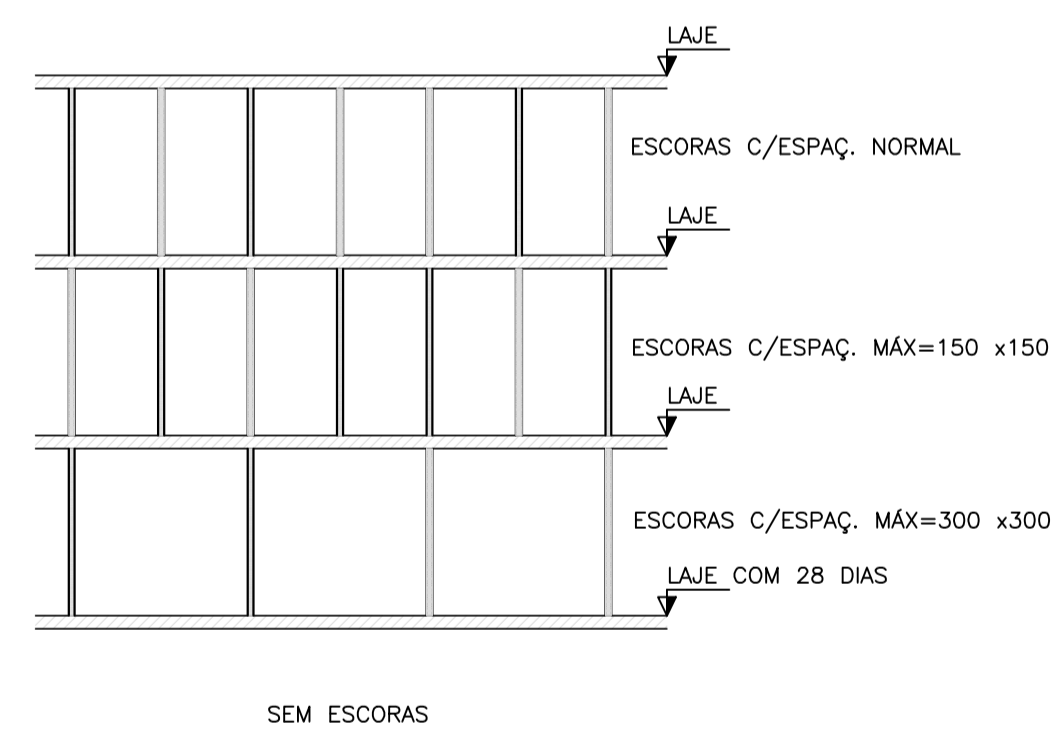 LAJE
ESCORAS C/ESPAÇ. NORMAL
LAJE
ESCORAS C/ESPAÇ. MÁX=150 x150
LAJE
ESCORAS C/ESPAÇ. MÁX=300 x300
LAJE COM 28 DIAS
SEM ESCORAS